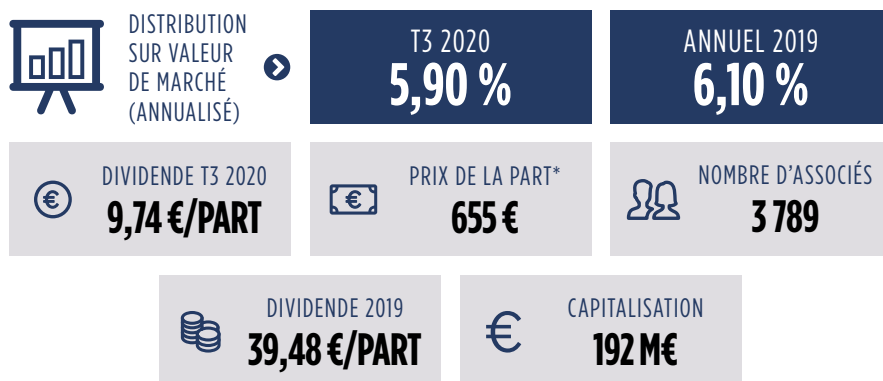 DISTRIBUTION
SUR VALEUR
DE MARCHÉ
(ANNUALISÉ)
T3 2020
5,90 %
ANNUEL 2019
6,10 %
DIVIDENDE T3 2020
9,74 €/PART
PRIX DE LA PART*
655 €
NOMBRE D'ASSOCIÉS
3 789
DIVIDENDE 2019
39,48 €/PART
CAPITALISATION
192 M€